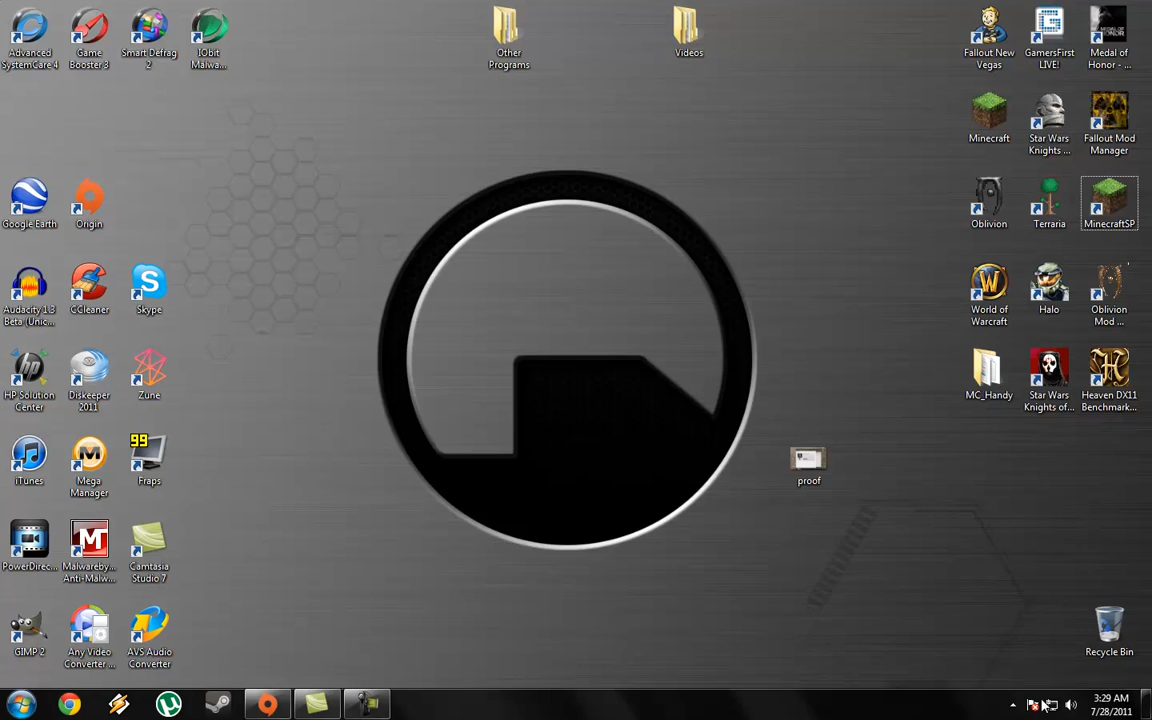 Advanced
SystemCare 4
Game
Booster 3
Smart Defrag
2
IObit
Malwa...
Other
Programs
Videos
Fallout New
Vegas
GamersFirst
LIVE!
MEDAL OF
HONOR
Medal of
Honor - ...
Minecraft
Star Wars
Knights ...
Fallout Mod
Manager
Google Earth
Origin
Oblivion
Terraria
MinecraftSP
Audacity 1.3
Beta (Unic...
CCleaner
Skype
World of
Warcraft
Halo
Oblivion
Mod ...
HP Solution
Center
Diskeeper
2011
Zune
MC_Handy
Star Wars
Knights of...
Heaven DX11
Benchmark...
iTunes
Mega
Manager
99
Fraps
proof
PowerDirec...
Malwareby...
Anti-Malw...
Camtasia
Studio 7
GIMP 2
Any Video
Converter ...
AVS Audio
Converter
Recycle Bin
3:29 AM
7/28/2011